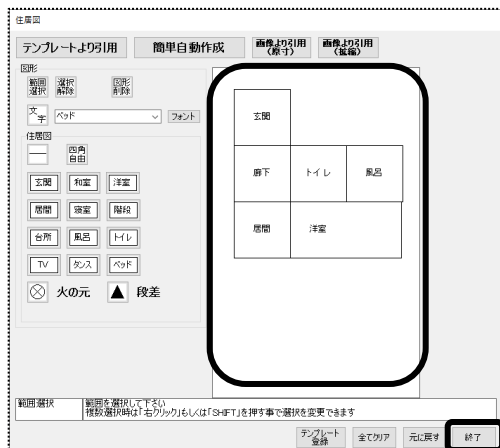 住居図
テンプレートより引用 簡単自動作成 画像より引用 画像より引用
(原寸) (拡縮)
図形
範囲 選択 図形
選択 解除 削除
文字 ベッド フォント
住居図
四角
自由
玄関 和室 洋室
居間 寝室 階段
台所 風呂 トイレ
TV タンス ベッド
火の元 段差
玄関
廊下 トイレ 風呂
居間 洋室
範囲選択 範囲を選択して下さい
複数選択時は「右クリック」もしくは「SHIFT」を押す事で選択を変更できます
テンプレート
登録 全てクリア 元に戻す 終了